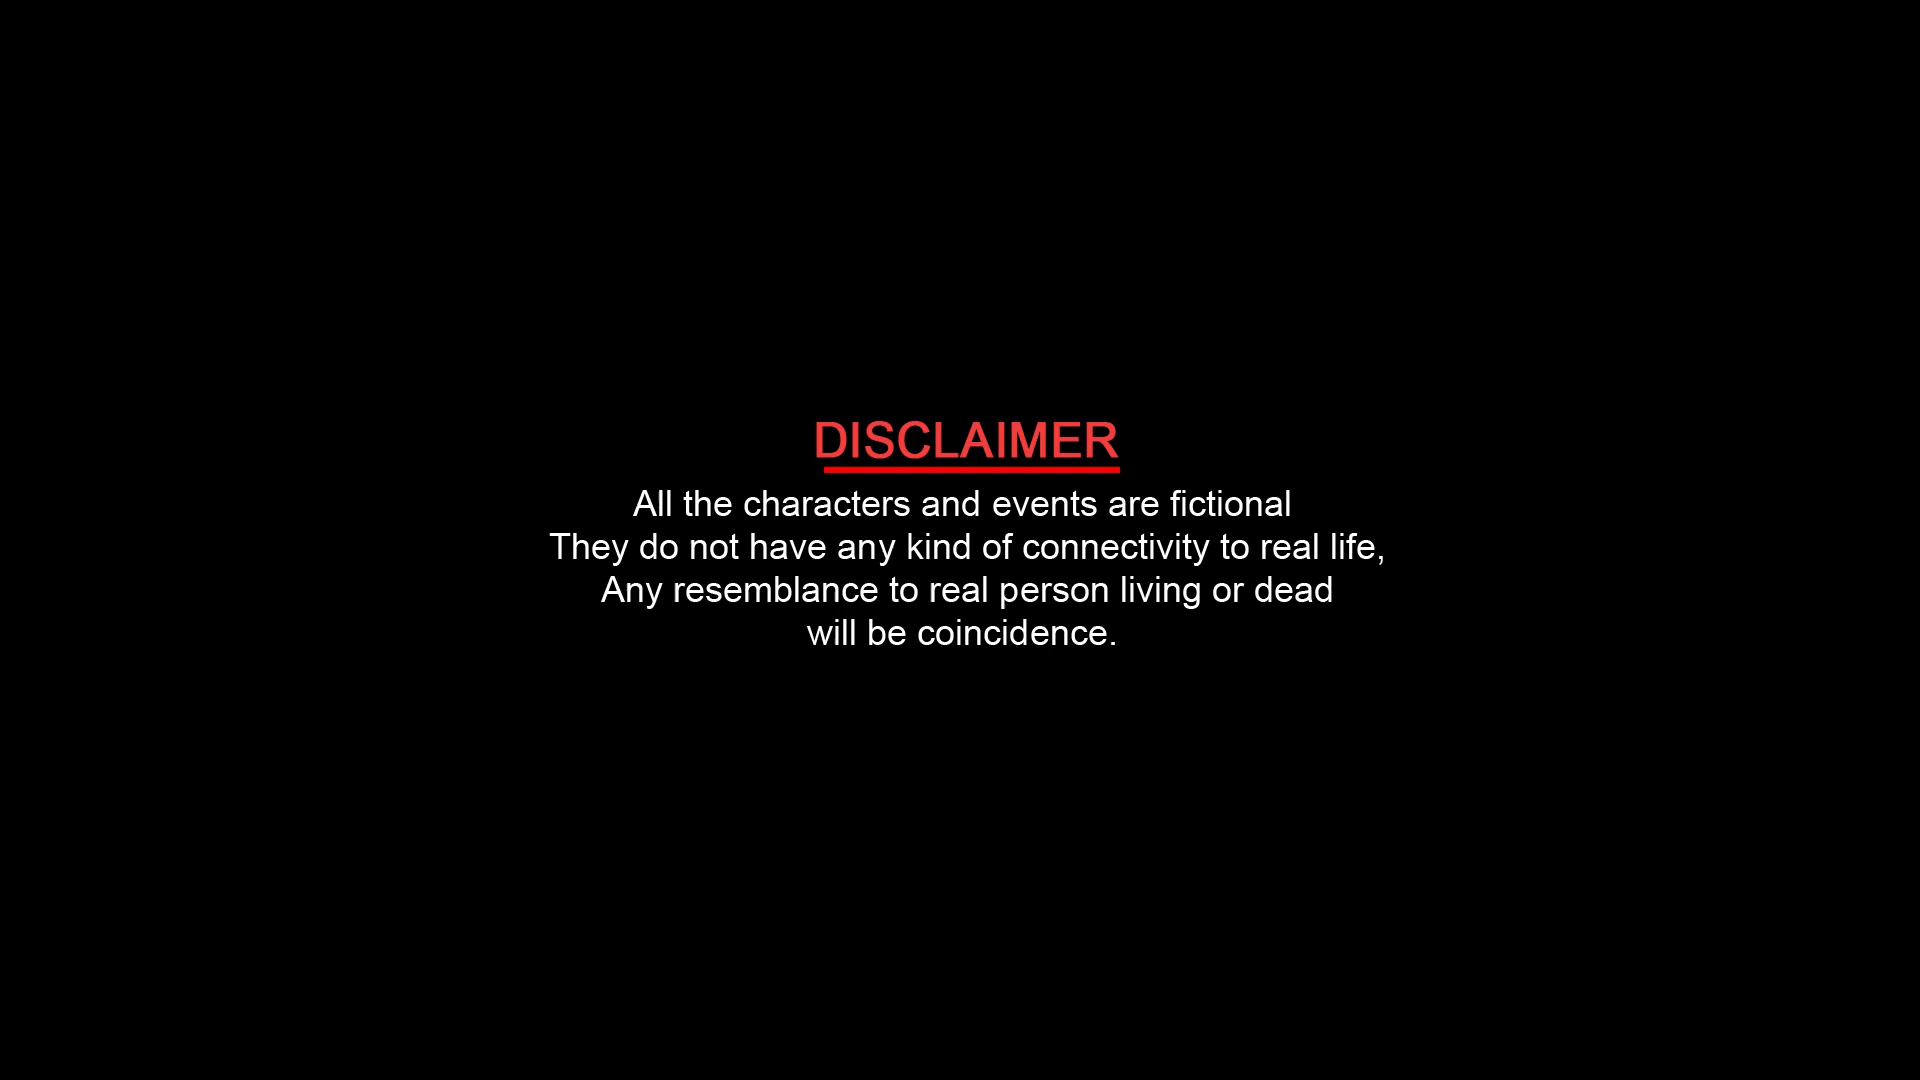 DISCLAIMER
All the characters and events are fictional
They do not have any kind of connectivity to real life,
Any resemblance to real person living or dead
will be coincidence.